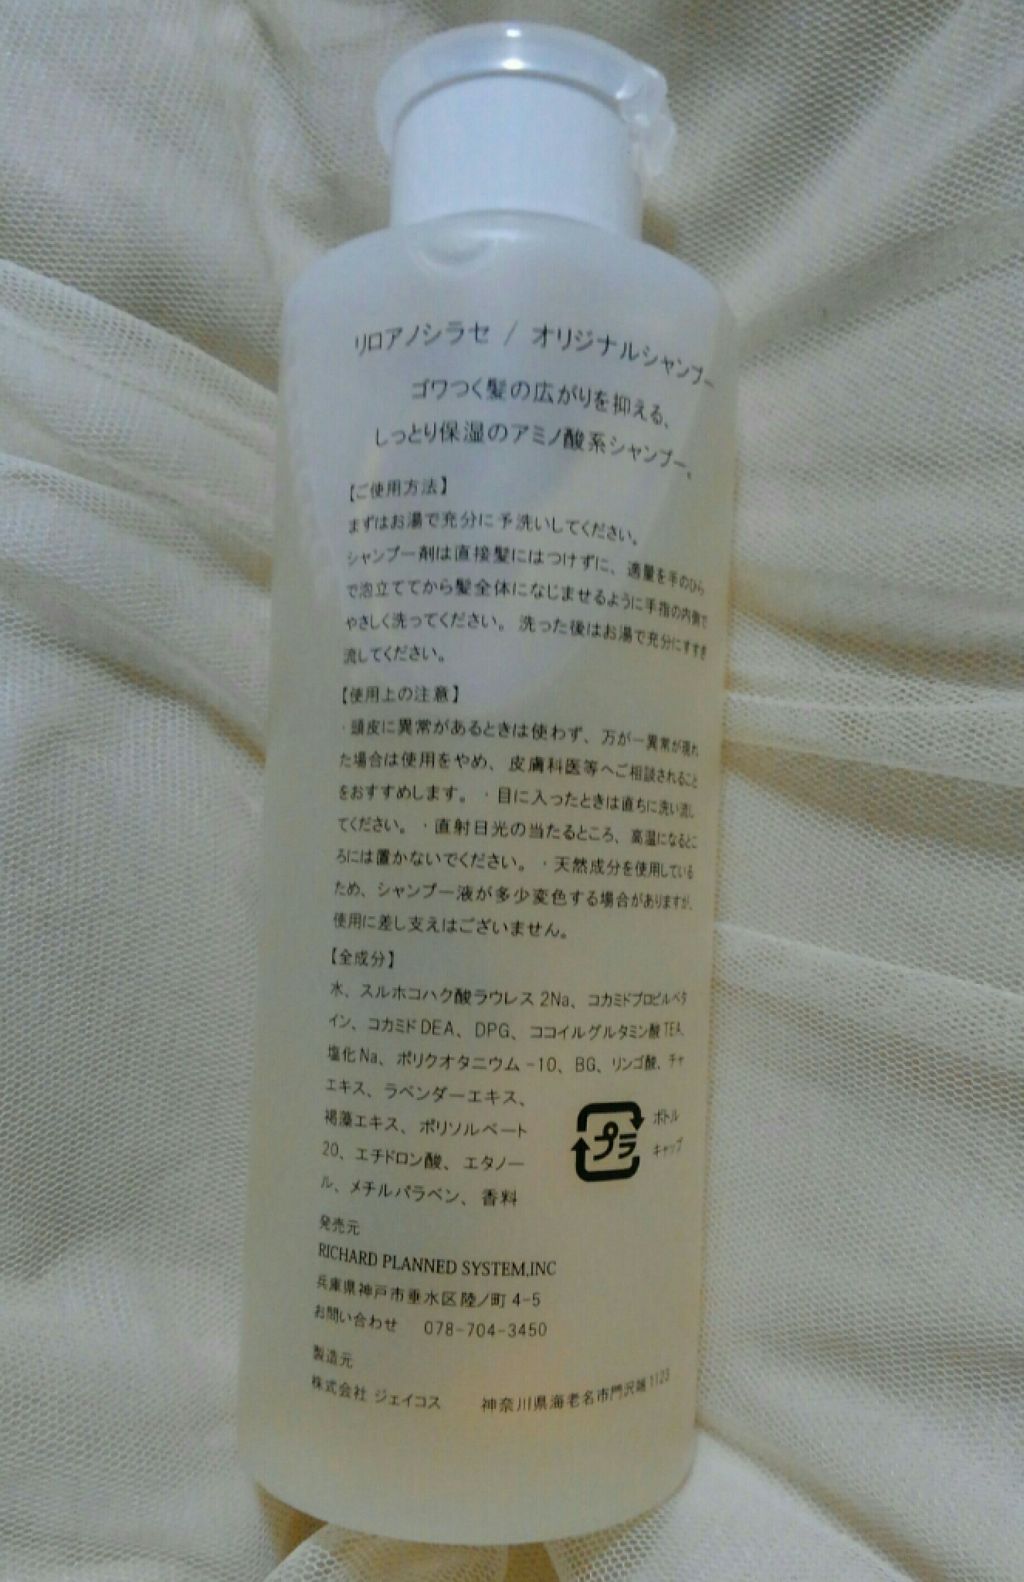 リロアノシラセ / オリジナルシャンプー
ゴワつく髪の広がりを抑える、
しっとり保湿のアミノ酸系シャンプー。
【ご使用方法】
まずはお湯で充分に予洗いしてください。
シャンプー剤は直接髪にはつけずに、適量を手のひら
で泡立ててから髪全体になじませるように手指の内側で
やさしく洗ってください。洗った後はお湯で充分にすすぎ
流してください。
【使用上の注意】
・頭皮に異常があるときは使わず、万が一異常が現れ
た場合は使用をやめ、皮膚科医等へご相談されること
をおすすめします。・目に入ったときは直ちに洗い流し
てください。・直射日光の当たるところ、高温になるとこ
ろには置かないでください。・天然成分を使用している
ため、シャンプー液が多少変色する場合がありますが、
使用に差し支えはございません。
【全成分】
水、スルホコハク酸ラウレス2Na、コカミドプロピルベタ
イン、コカミドDEA、DPG、ココイルグルタミン酸TEA、
塩化Na、ポリクオタニウム-10、BG、リンゴ酸、チャ
エキス、ラベンダーエキス、
褐藻エキス、ポリソルベート
20、エチドロン酸、エタノー
ル、メチルパラベン、香料
プラ
ボトル
キャップ
発売元
RICHARD PLANNED SYSTEM,INC
兵庫県神戸市垂水区陸ノ町4-5
お問い合わせ 078-704-3450
製造元
株式会社 ジェイコス 神奈川県海老名市門沢橋1123